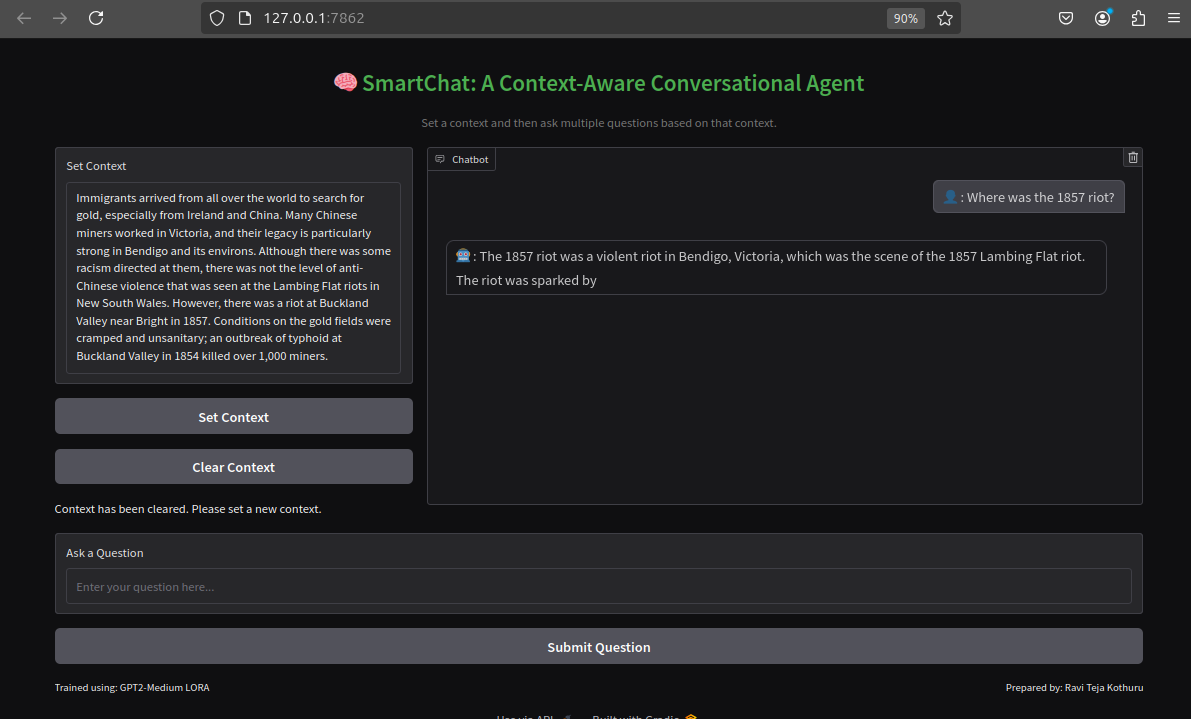 127.0.0.1:7862
90%
SmartChat: A Context-Aware Conversational Agent
Set a context and then ask multiple questions based on that context.
Set Context
Immigrants arrived from all over the world to search for
gold, especially from Ireland and China. Many Chinese
miners worked in Victoria, and their legacy is particularly
strong in Bendigo and its environs. Although there was some
racism directed at them, there was not the level of anti-
Chinese violence that was seen at the Lambing Flat riots in
New South Wales. However, there was a riot at Buckland
Valley near Bright in 1857. Conditions on the gold fields were
cramped and unsanitary; an outbreak of typhoid at
Buckland Valley in 1854 killed over 1,000 miners.
Set Context
Clear Context
Context has been cleared. Please set a new context.
Chatbot
: Where was the 1857 riot?
: The 1857 riot was a violent riot in Bendigo, Victoria, which was the scene of the 1857 Lambing Flat riot.
The riot was sparked by
Ask a Question
Enter your question here...
Submit Question
Trained using: GPT2-Medium LORA
Prepared by: Ravi Teja Kothuru
Use via API
Built with Gradio